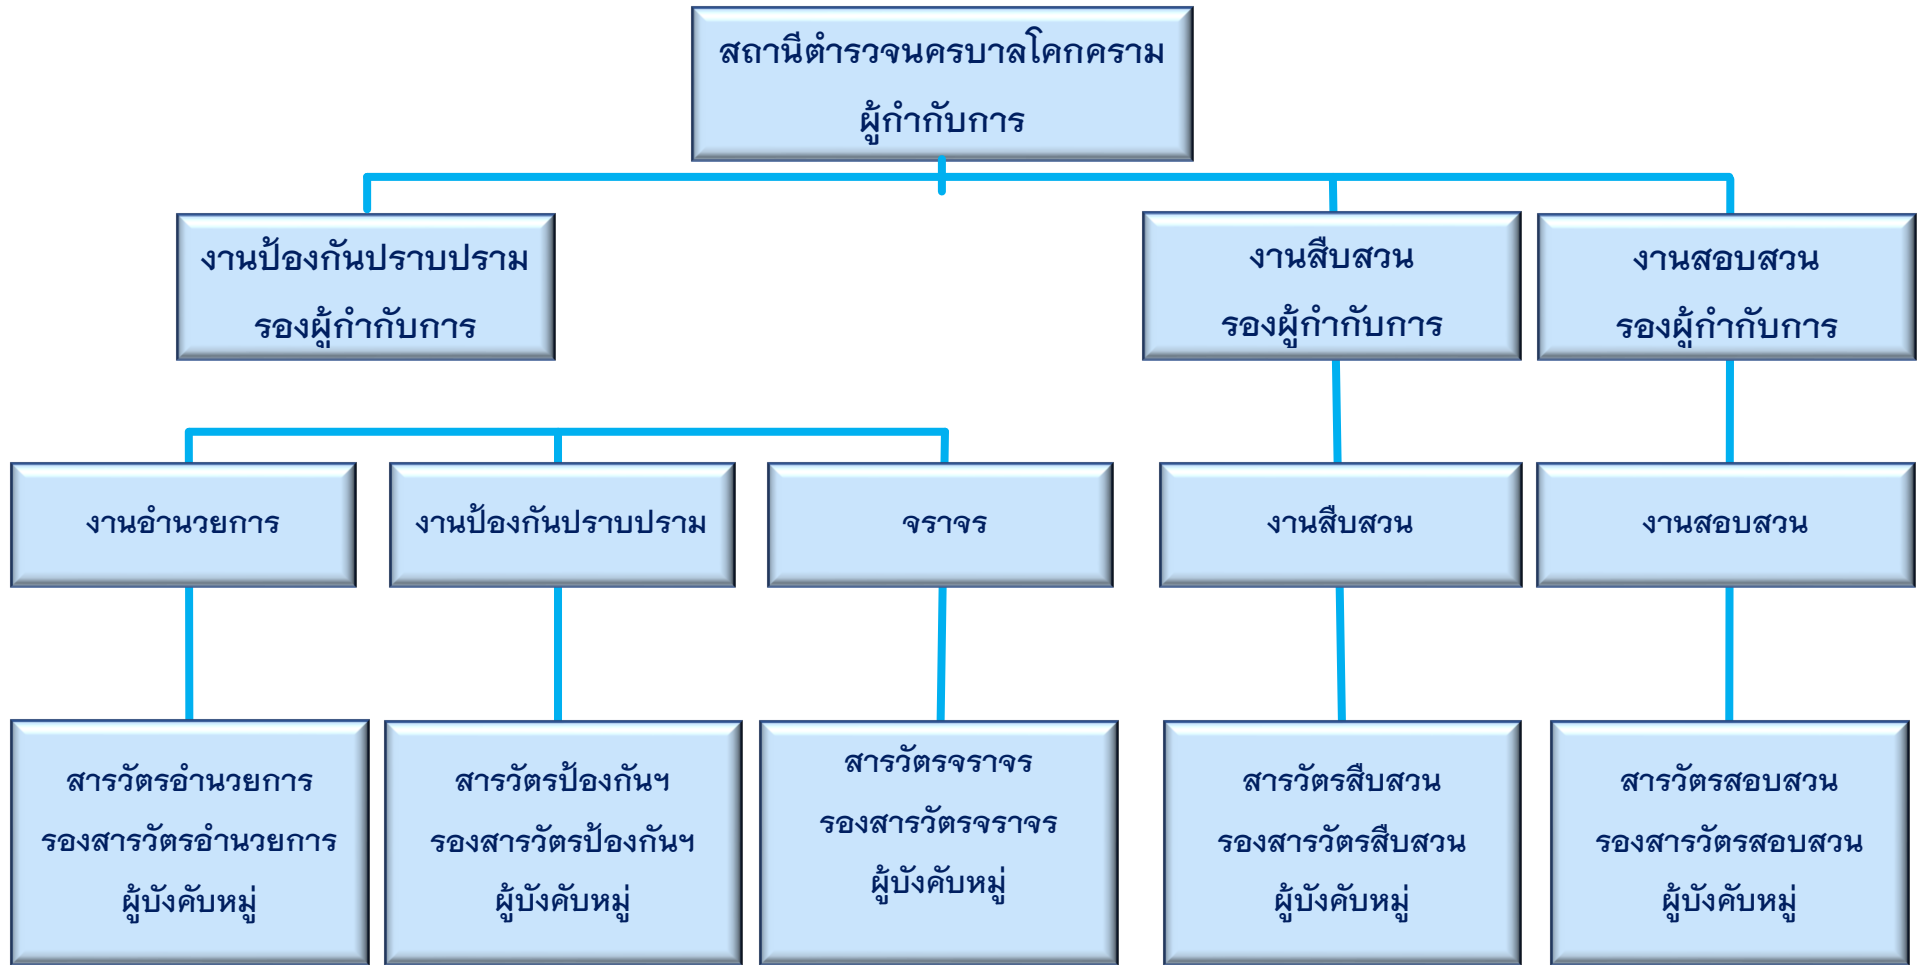 สถานีตำรวจนครบาลโคกคราม
ผู้กำกับการ
งานป้องกันปราบปราม
รองผู้กำกับการ
งานสืบสวน
รองผู้กำกับการ
งานสอบสวน
รองผู้กำกับการ
งานอำนวยการ
งานป้องกันปราบปราม
จราจร
งานสืบสวน
งานสอบสวน
สารวัตรอำนวยการ
รองสารวัตรอำนวยการ
ผู้บังคับหมู่
สารวัตรป้องกันฯ
รองสารวัตรป้องกันฯ
ผู้บังคับหมู่
สารวัตรจราจร
รองสารวัตรจราจร
ผู้บังคับหมู่
สารวัตรสืบสวน
รองสารวัตรสืบสวน
ผู้บังคับหมู่
สารวัตรสอบสวน
รองสารวัตรสอบสวน
ผู้บังคับหมู่